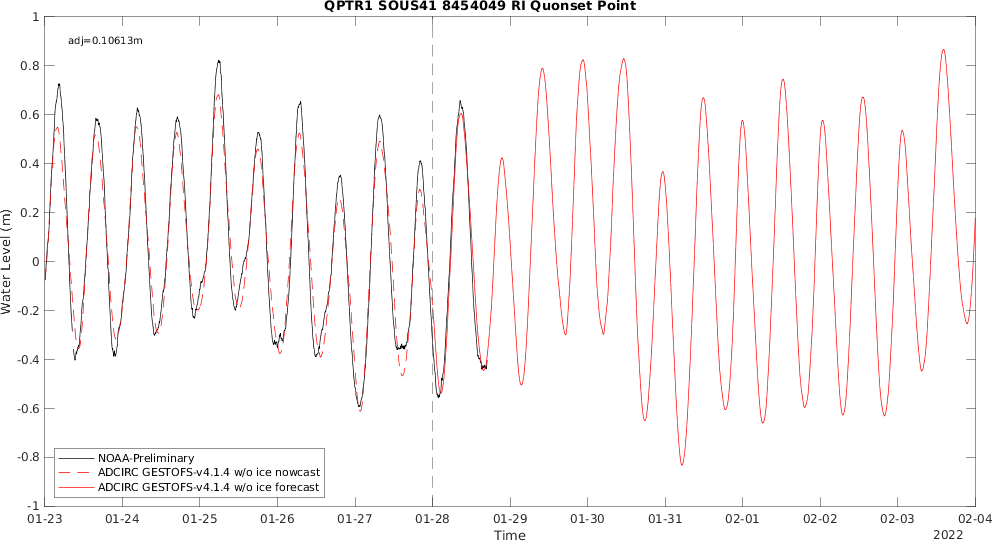 QPTR1 SOUS41 8454049 RI Quonset Point
adj=0.10613m
1
0.8
0.6
0.4
0.2
0
-0.2
-0.4
-0.6
-0.8
-1
Water Level (m)
NOAA-Preliminary
ADCIRC GESTOFS-v4.1.4 w/o ice nowcast
ADCIRC GESTOFS-v4.1.4 w/o ice forecast
01-23 01-24 01-25 01-26 01-27 01-28 01-29 01-30 01-31 02-01 02-02 02-03 02-04
Time
2022